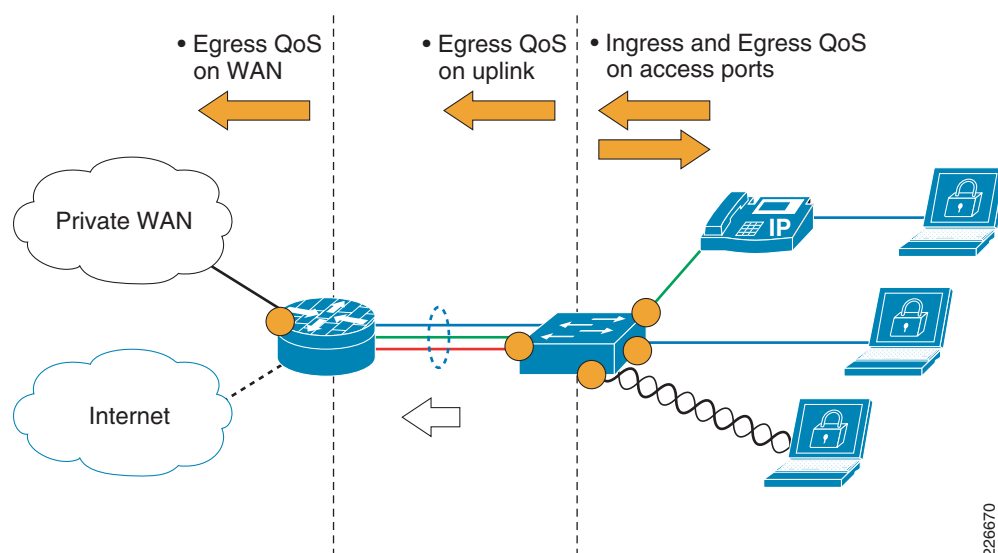 • Egress QoS
on WAN
• Egress QoS
on uplink
• Ingress and Egress QoS
on access ports
Private WAN
IP
Internet
226670